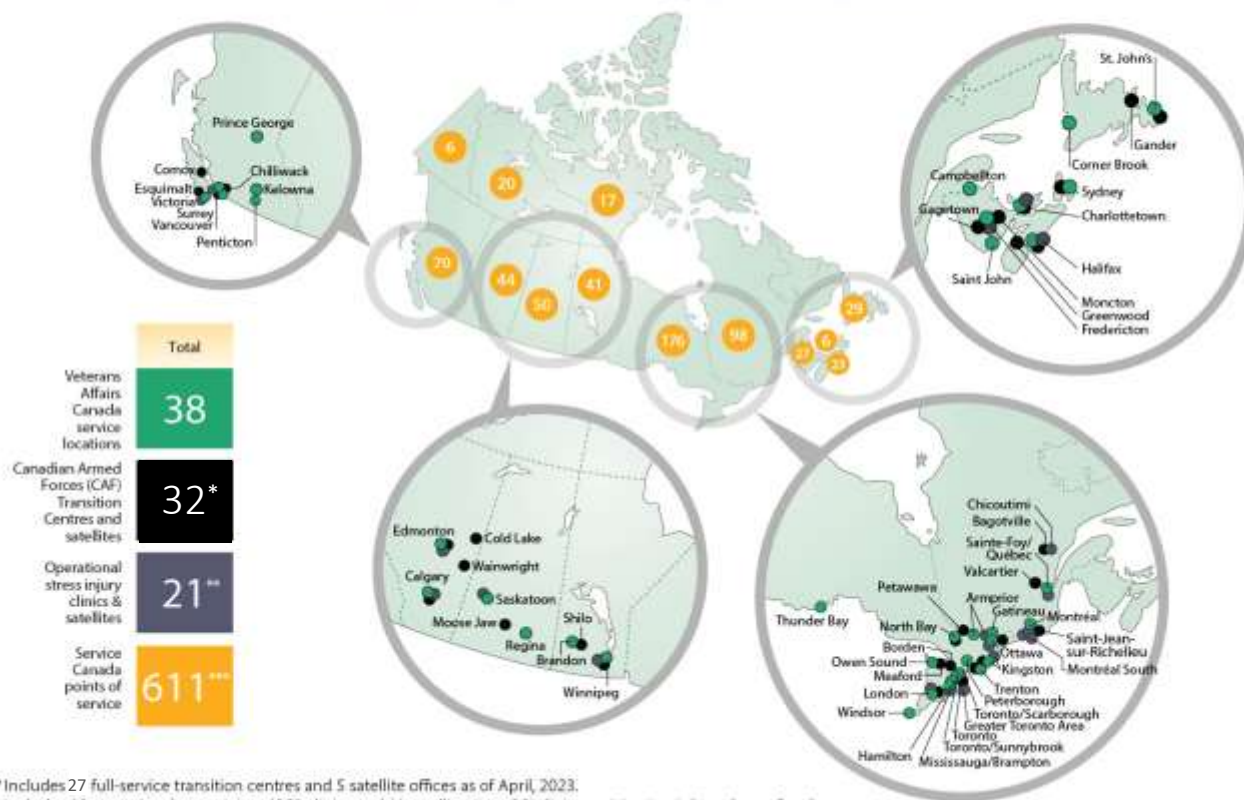 Prince George
Comox
Chilliwack
Esquimalt
Kelowna
Victoria
Surrey
Vancouver
Penticton
6
20
17
70
44
50
41
176
98
29
6
27
23
St. John's
Gander
Corner Brook
Campbellton
Sydney
Gagetown
Charlottetown
Saint John
Halifax
Moncton
Greenwood
Fredericton
Total
Veterans
Affairs
Canada
service
locations
38
Canadian Armed
Forces (CAF)
Transition
Centres and
satellites
32*
Operational
stress injury
clinics &
satellites
21**
Service
Canada
points of
service
611***
Edmonton
Cold Lake
Wainwright
Calgary
Saskatoon
Moose Jaw
Shilo
Regina
Brandon
Winnipeg
Chicoutimi
Bagotville
Sainte-Foy/
Québec
Valcartier
Petawawa
Arnprior
Gatineau
Montréal
Thunder Bay
North Bay
Saint-Jean-
sur-Richelieu
Borden
Ottawa
Owen Sound
Kingston
Montréal South
Meaford
Trenton
London
Peterborough
Windsor
Toronto/Scarborough
Greater Toronto Area
Toronto
Toronto/Sunnybrook
Hamilton
Mississauga/Brampton
*Includes 27 full-service transition centres and 5 satellite offices as of April, 2023.